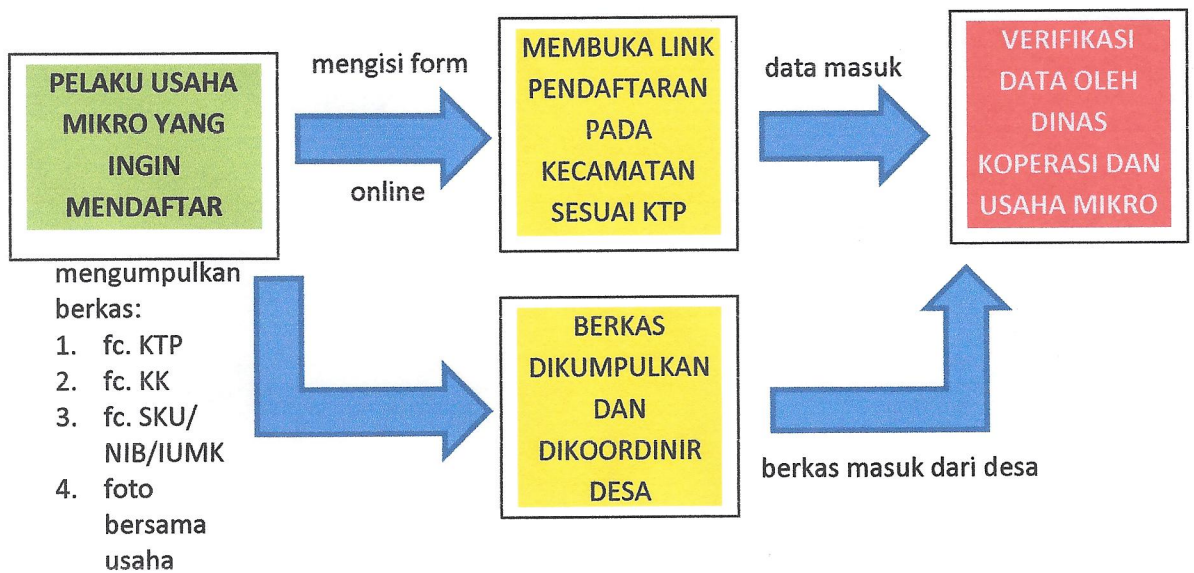 PELAKU USAHA
MIKRO YANG
INGIN
MENDAFTAR
mengisi form
online
MEMBUKA LINK
PENDAFTARAN
PADA
KECAMATAN
SESUAI KTP
data masuk
VERIFIKASI
DATA OLEH
DINAS
KOPERASI DAN
USAHA MIKRO
mengumpulkan
berkas:
1. fc. KTP
2. fc. KK
3. fc. SKU/
NIB/IUMK
4. foto
bersama
usaha
BERKAS
DIKUMPULKAN
DAN
DIKOORDINIR
DESA
berkas masuk dari desa